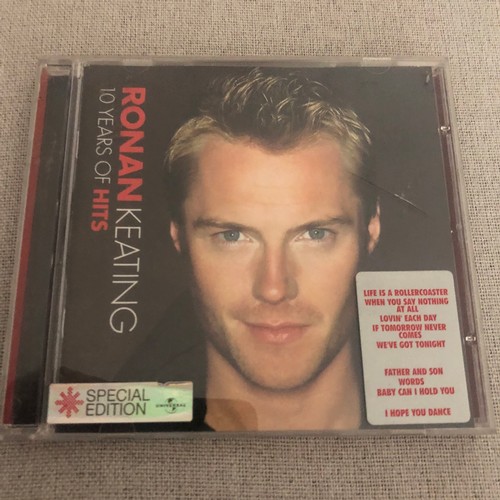 RONAN KEATING
10 YEARS OF HITS
LIFE IS A ROLLERCOASTER
WHEN YOU SAY NOTHING
AT ALL
LOVIN' EACH DAY
IF TOMORROW NEVER
COMES
WE'VE GOT TONIGHT
FATHER AND SON
WORDS
BABY CAN I HOLD YOU
I HOPE YOU DANCE
SPECIAL
EDITION
UNIVERSAL